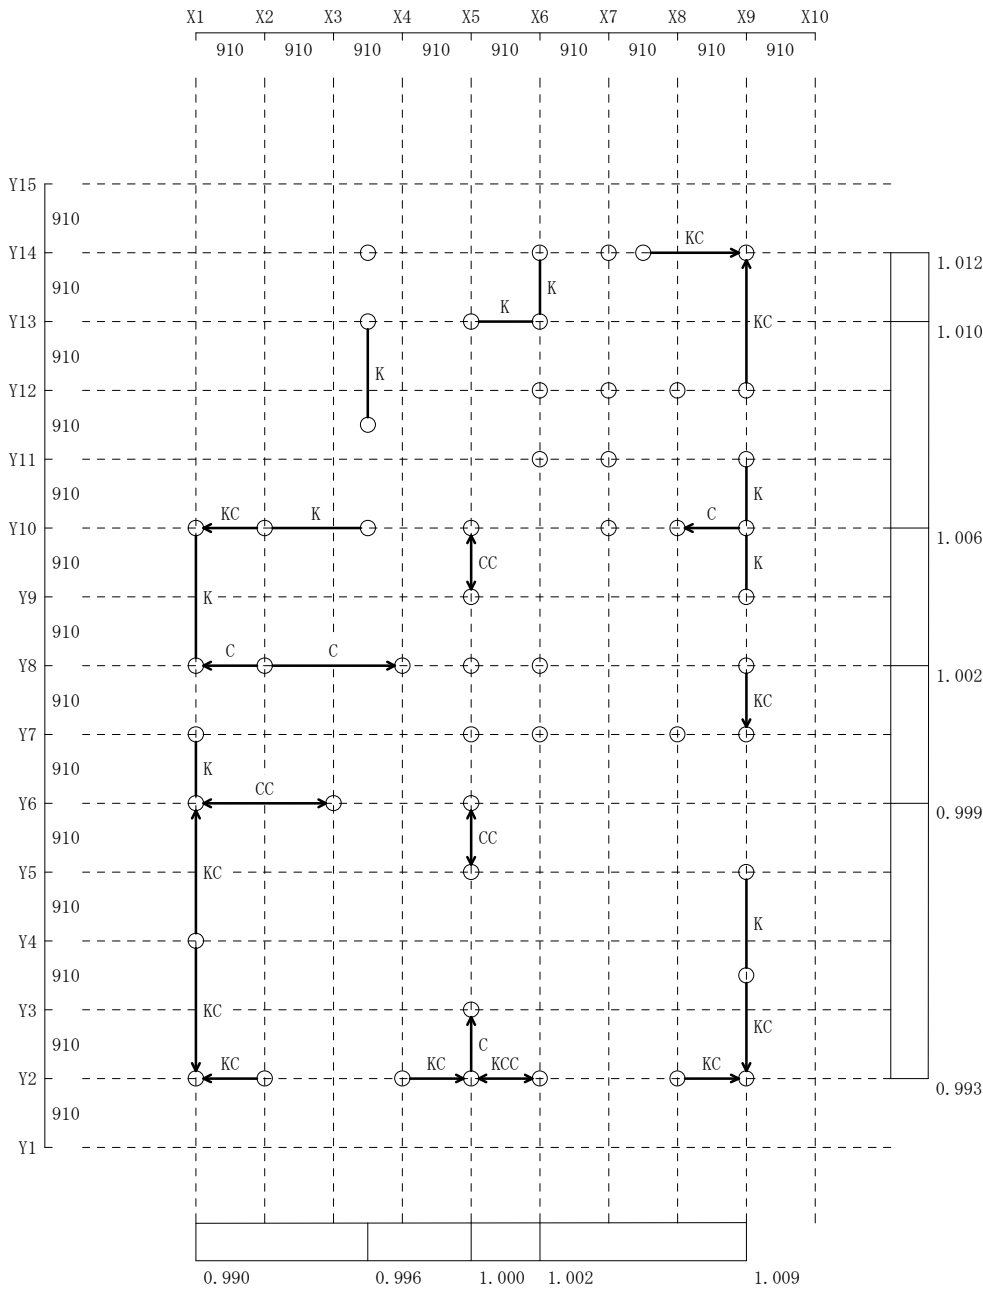 X1 X2 X3 X4 X5 X6 X7 X8 X9 X10
910 910 910 910 910 910 910 910 910
Y15
910
Y14 KC
1.012
910 K
K
Y13 KC
1.010
910
K
Y12
910
Y11
910 K
KC K C
Y10
1.006
910 CC K
Y9 K
910
C C
Y8
1.002
910 KC
Y7
910 K
CC
Y6
0.999
910 CC
Y5
910 KC
K
Y4
910
Y3 KC
KC
910 C
KC KC KCC KC
Y2
0.993
910
Y1
0.990 0.996 1.000 1.002 1.009